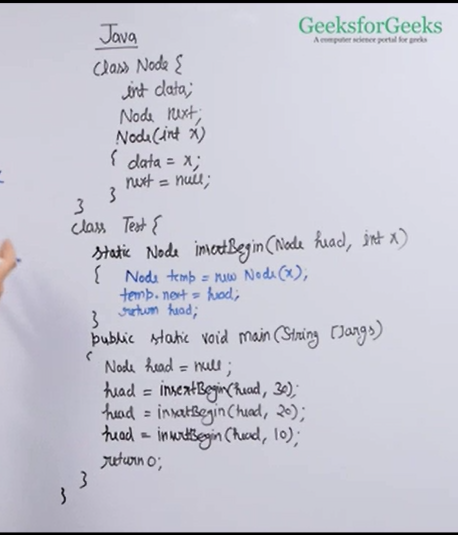 GeeksforGeeks
A computer science portal for geeks
Java
class Node {
int data;
Node next;
Node(int x)
{ data = x;
next = null;
}
}
class Test {
static Node insertBegin(Node head, int x)
{ Node temp = new Node(x);
temp.next = head;
return head;
}
public static void main(String []args)
{
Node head = null;
head = insertBegin(head, 30);
head = insertBegin(head, 20);
head = insertBegin(head, 10);
return 0;
}
}